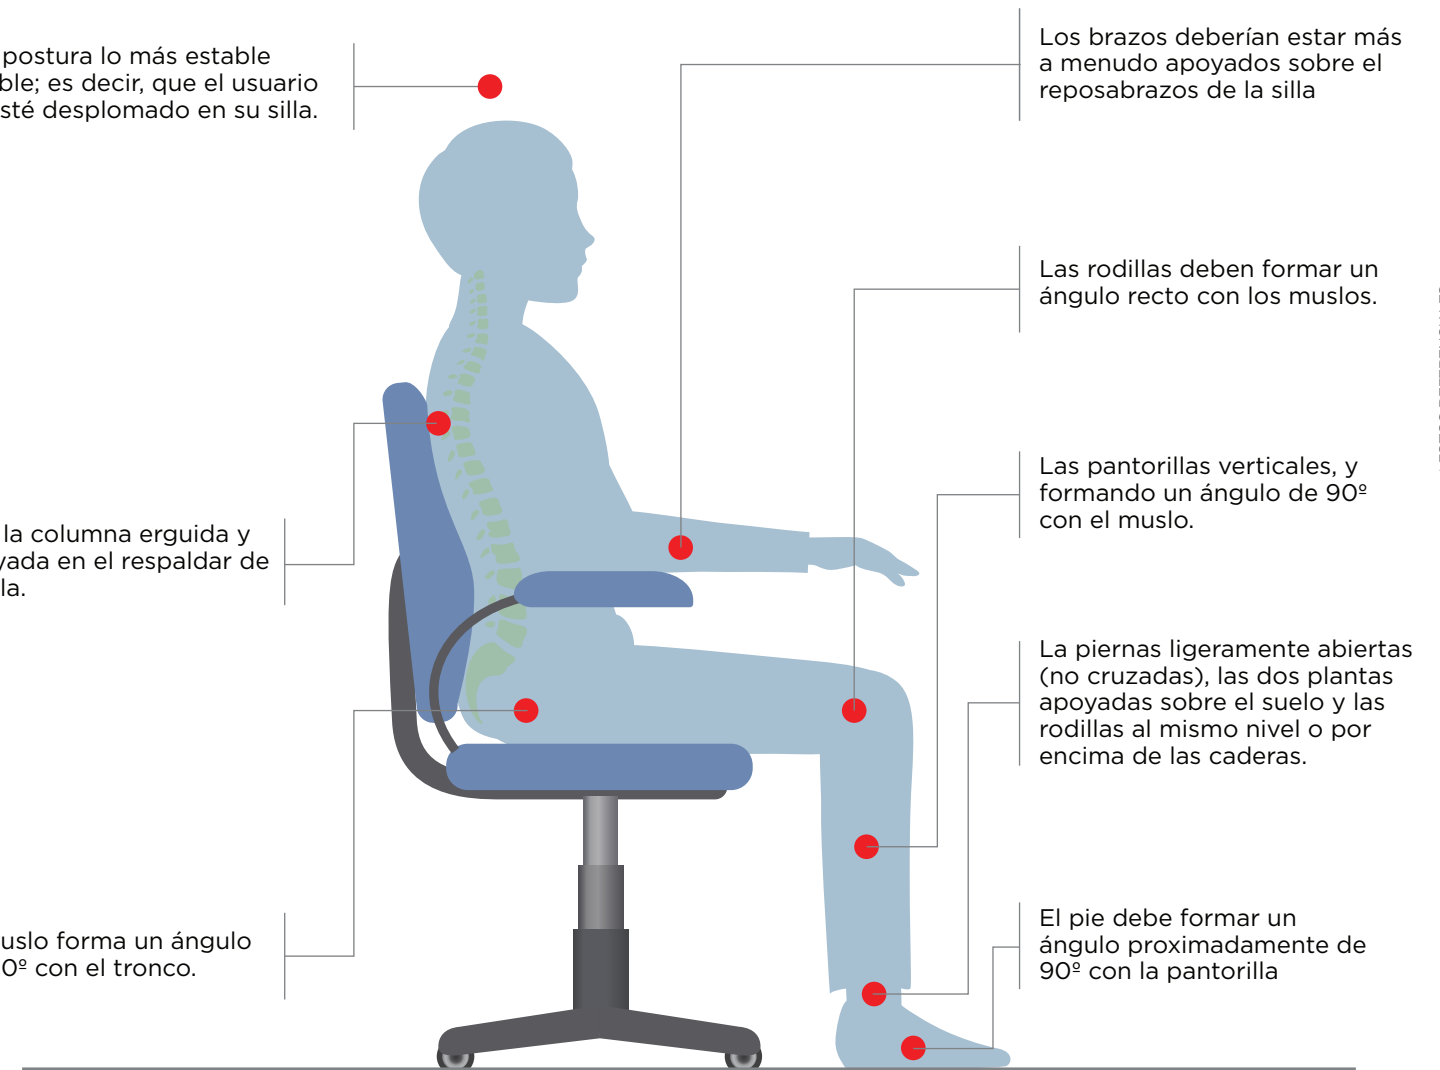 postura lo más estable
ble; es decir, que el usuario
sté desplomado en su silla.
la columna erguida y
yada en el respaldar de
la.
uslo forma un ángulo
0º con el tronco.
Los brazos deberían estar más
a menudo apoyados sobre el
reposabrazos de la silla
Las rodillas deben formar un
ángulo recto con los muslos.
Las pantorillas verticales, y
formando un ángulo de 90º
con el muslo.
La piernas ligeramente abiertas
(no cruzadas), las dos plantas
apoyadas sobre el suelo y las
rodillas al mismo nivel o por
encima de las caderas.
El pie debe formar un
ángulo proximadamente de
90º con la pantorilla